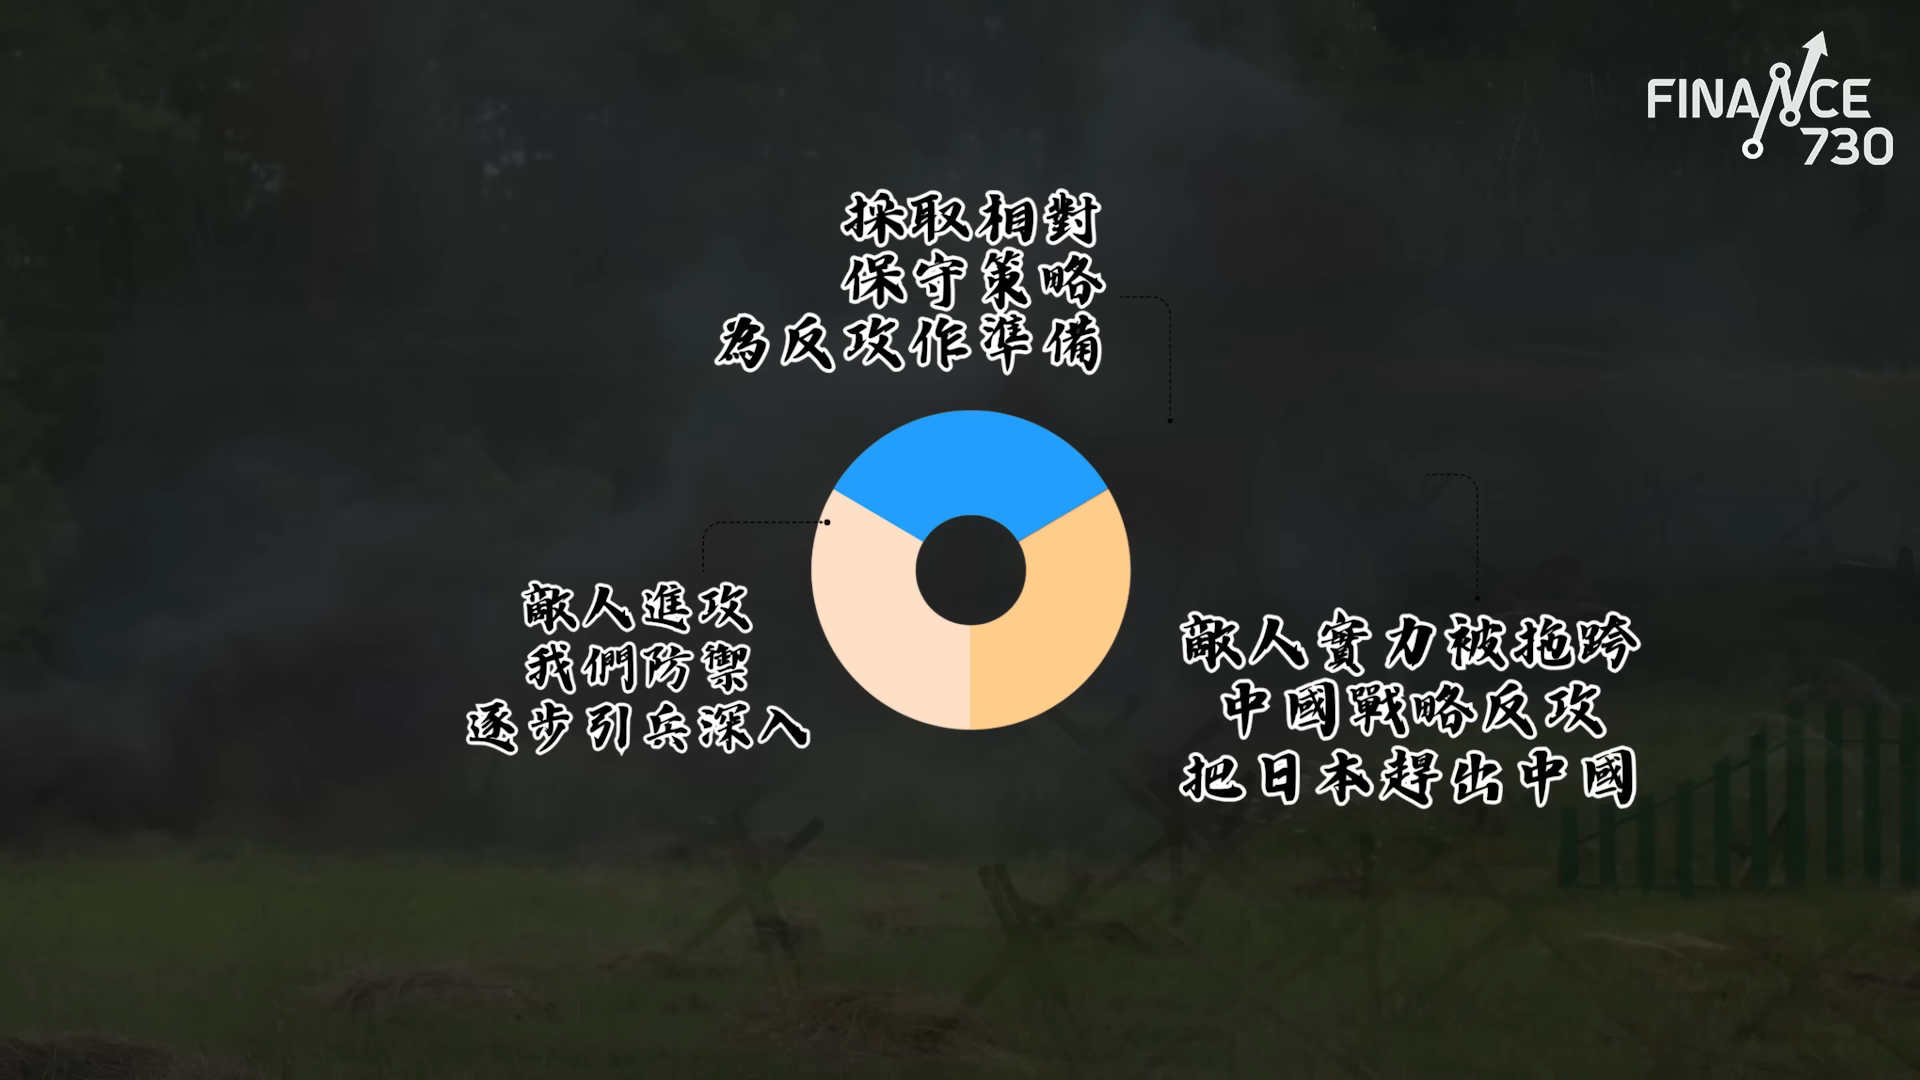 FINANCE
730
採取相對
保守策略
為反攻作準備
敵人進攻
我們防禦
逐步引兵深入
敵人實力被拖跨
中國戰略反攻
把日本趕出中國